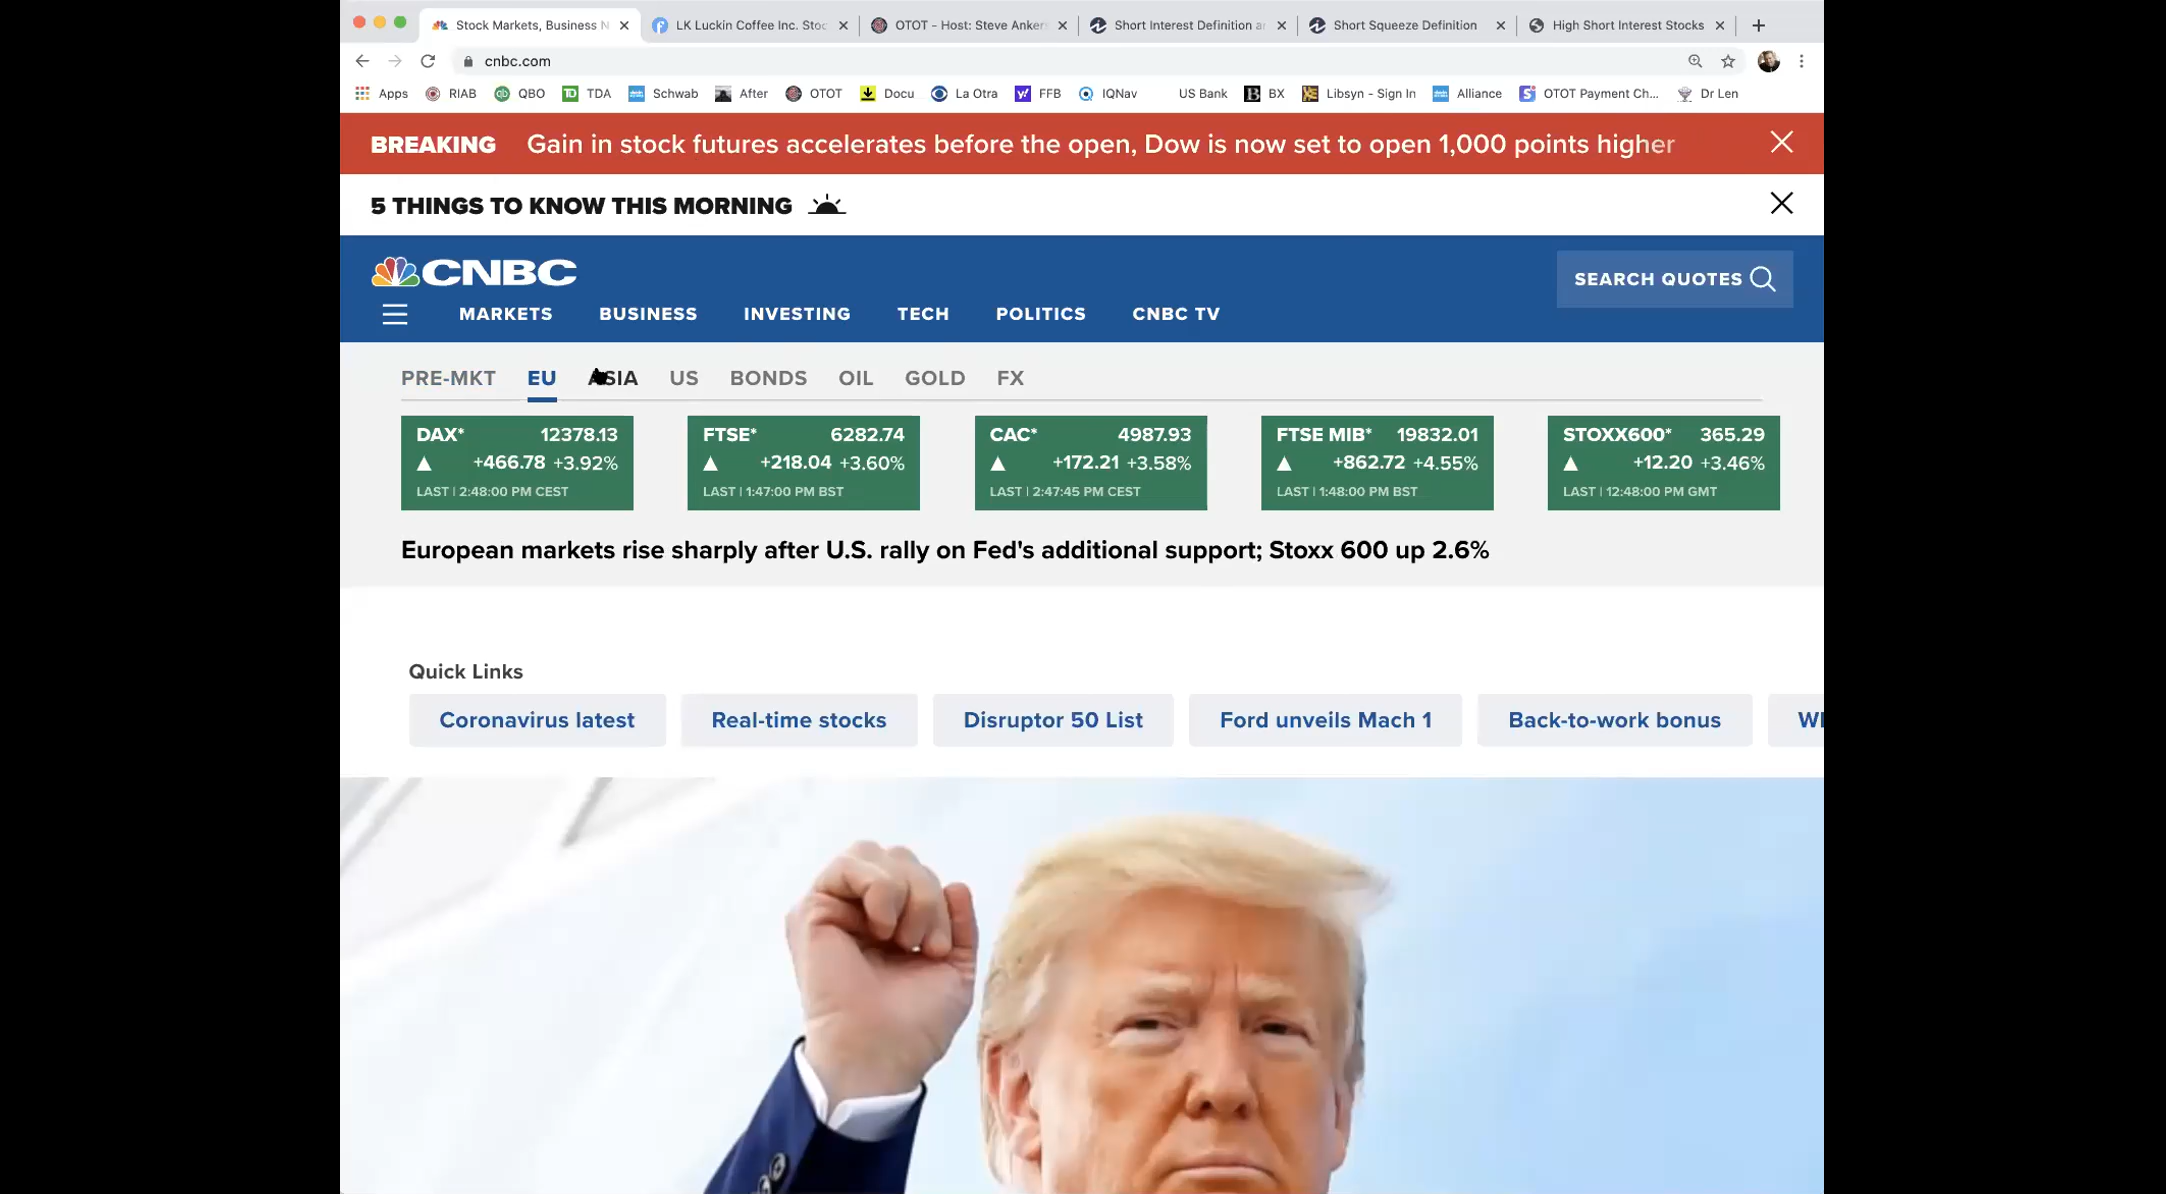 Stock Markets, Business N
LK Luckin Coffee Inc. Stoc
OTOT - Host: Steve Anker
Short Interest Definition a
Short Squeeze Definition
High Short Interest Stocks
cnbc.com
Apps RIAB QBO TDA Schwab After OTOT Docu La Otra FFB IQNav US Bank BX Libsyn - Sign In Alliance OTOT Payment Ch... Dr Len
BREAKING Gain in stock futures accelerates before the open, Dow is now set to open 1,000 points higher
5 THINGS TO KNOW THIS MORNING
CNBC
SEARCH QUOTES
MARKETS BUSINESS INVESTING TECH POLITICS CNBC TV
PRE-MKT EU ASIA US BONDS OIL GOLD FX
DAX* 12378.13
+466.78 +3.92%
LAST | 2:48:00 PM CEST
FTSE* 6282.74
+218.04 +3.60%
LAST | 1:47:00 PM BST
CAC* 4987.93
+172.21 +3.58%
LAST | 2:47:45 PM CEST
FTSE MIB* 19832.01
+862.72 +4.55%
LAST | 1:48:00 PM BST
STOXX600* 365.29
+12.20 +3.46%
LAST | 12:48:00 PM GMT
European markets rise sharply after U.S. rally on Fed's additional support; Stoxx 600 up 2.6%
Quick Links
Coronavirus latest
Real-time stocks
Disruptor 50 List
Ford unveils Mach 1
Back-to-work bonus